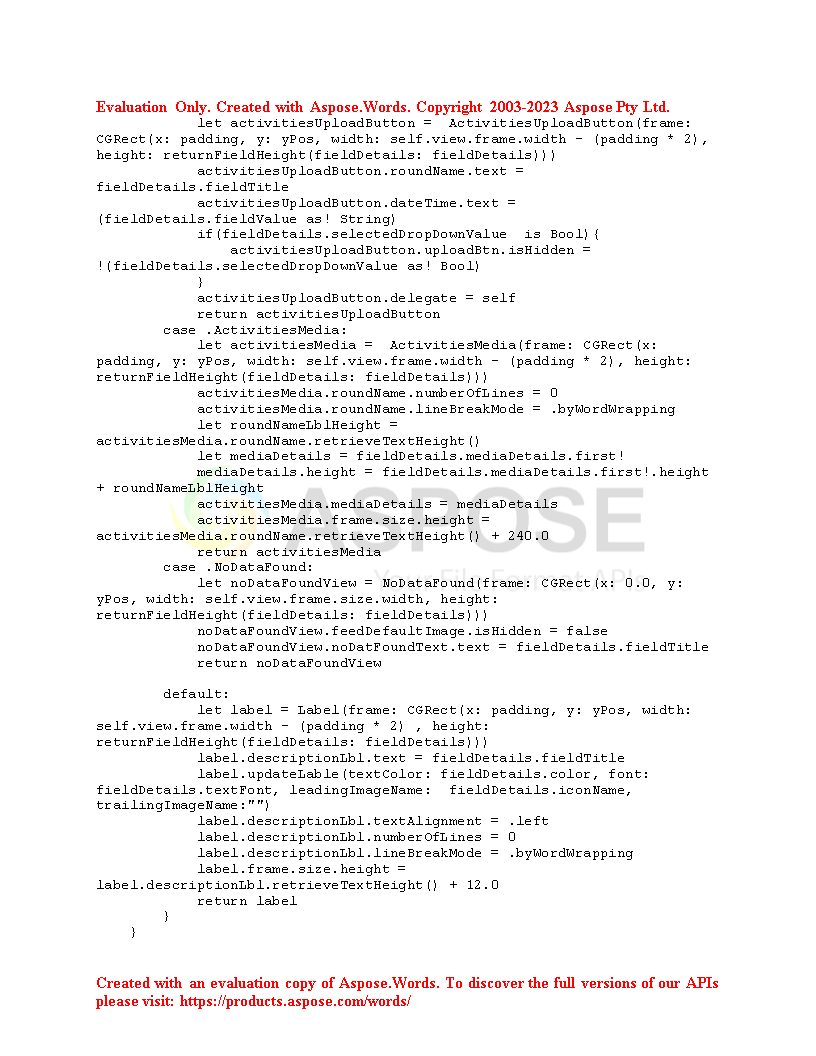 Evaluation Only. Created with Aspose.Words. Copyright 2003-2023 Aspose Pty Ltd.
            let activitiesUploadButton =  ActivitiesUploadButton(frame:
CGRect(x: padding, y: yPos, width: self.view.frame.width - (padding * 2),
height: returnFieldHeight(fieldDetails: fieldDetails)))
            activitiesUploadButton.roundName.text =
fieldDetails.fieldTitle
            activitiesUploadButton.dateTime.text =
(fieldDetails.fieldValue as! String)
            if(fieldDetails.selectedDropDownValue  is Bool){
                activitiesUploadButton.uploadBtn.isHidden =
!(fieldDetails.selectedDropDownValue as! Bool)
            }
            activitiesUploadButton.delegate = self
            return activitiesUploadButton
        case .ActivitiesMedia:
            let activitiesMedia =  ActivitiesMedia(frame: CGRect(x:
padding, y: yPos, width: self.view.frame.width - (padding * 2), height:
returnFieldHeight(fieldDetails: fieldDetails)))
            activitiesMedia.roundName.numberOfLines = 0
            activitiesMedia.roundName.lineBreakMode = .byWordWrapping
            let roundNameLblHeight =
activitiesMedia.roundName.retrieveTextHeight()
            let mediaDetails = fieldDetails.mediaDetails.first!
            mediaDetails.height = fieldDetails.mediaDetails.first!.height
+ roundNameLblHeight
            activitiesMedia.mediaDetails = mediaDetails
            activitiesMedia.frame.size.height =
activitiesMedia.roundName.retrieveTextHeight() + 240.0
            return activitiesMedia
        case .NoDataFound:
            let noDataFoundView = NoDataFound(frame: CGRect(x: 0.0, y:
yPos, width: self.view.frame.size.width, height:
returnFieldHeight(fieldDetails: fieldDetails)))
            noDataFoundView.feedDefaultImage.isHidden = false
            noDataFoundView.noDatFoundText.text = fieldDetails.fieldTitle
            return noDataFoundView

        default:
            let label = Label(frame: CGRect(x: padding, y: yPos, width:
self.view.frame.width - (padding * 2) , height:
returnFieldHeight(fieldDetails: fieldDetails)))
            label.descriptionLbl.text = fieldDetails.fieldTitle
            label.updateLable(textColor: fieldDetails.color, font:
fieldDetails.textFont, leadingImageName:  fieldDetails.iconName,
trailingImageName:"")
            label.descriptionLbl.textAlignment = .left
            label.descriptionLbl.numberOfLines = 0
            label.descriptionLbl.lineBreakMode = .byWordWrapping
            label.frame.size.height =
label.descriptionLbl.retrieveTextHeight() + 12.0
            return label
        }
    }
ASPOSE
Your File Format APIs
Created with an evaluation copy of Aspose.Words. To discover the full versions of our APIs
please visit: https://products.aspose.com/words/